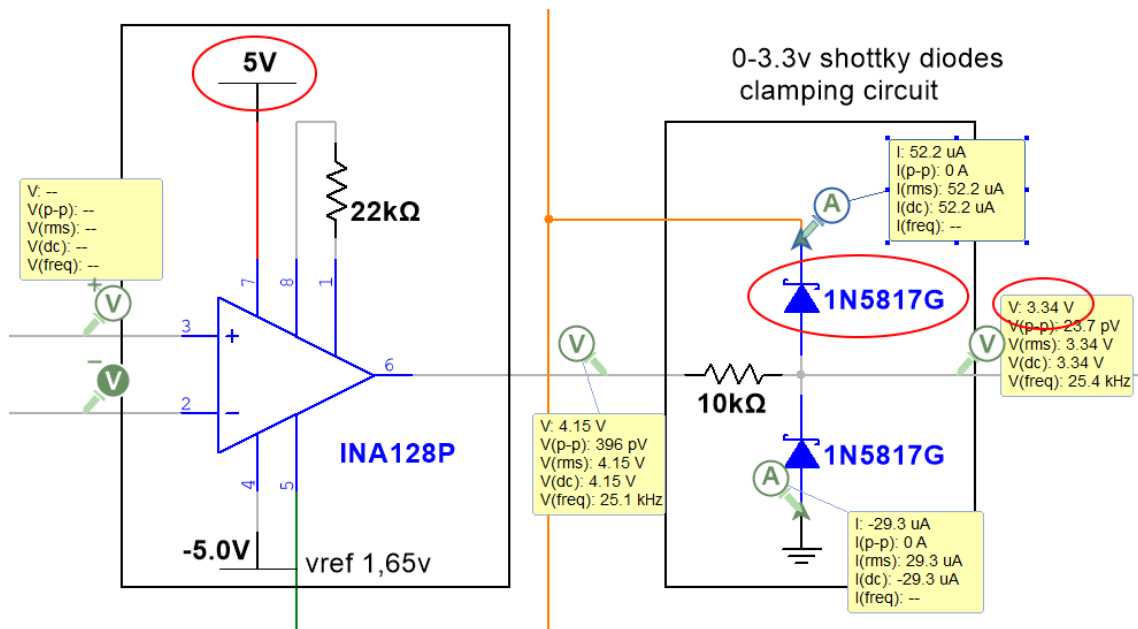 5V
0-3.3v shottky diodes
clamping circuit
I: 52.2 uA
I(p-p): 0 A
I(rms): 52.2 uA
I(dc): 52.2 uA
I(freq): --
V: --
V(p-p): --
V(rms): --
V(dc): --
V(freq): --
22kΩ
A
+
V
7
8
1
1N5817G
V: 3.34 V
V(p-p): 23.7 pV
V(rms): 3.34 V
V(dc): 3.34 V
V(freq): 25.4 kHz
3
+
V
V
−
V
2
−
6
10kΩ
INA128P
V: 4.15 V
V(p-p): 396 pV
V(rms): 4.15 V
V(dc): 4.15 V
V(freq): 25.1 kHz
1N5817G
A
4
5
I: -29.3 uA
I(p-p): 0 A
I(rms): 29.3 uA
I(dc): -29.3 uA
I(freq): --
-5.0V
vref 1,65v